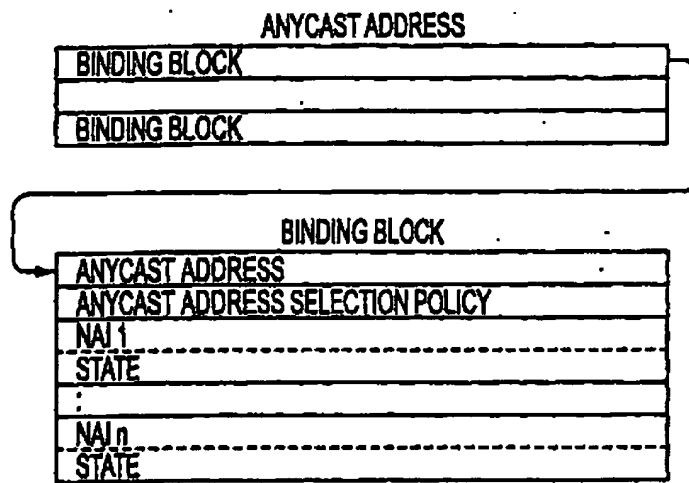 ANYCAST ADDRESS
BINDING BLOCK
BINDING BLOCK
BINDING BLOCK
ANYCAST ADDRESS
ANYCAST ADDRESS SELECTION POLICY
NAI 1
STATE
:
NAI n
STATE